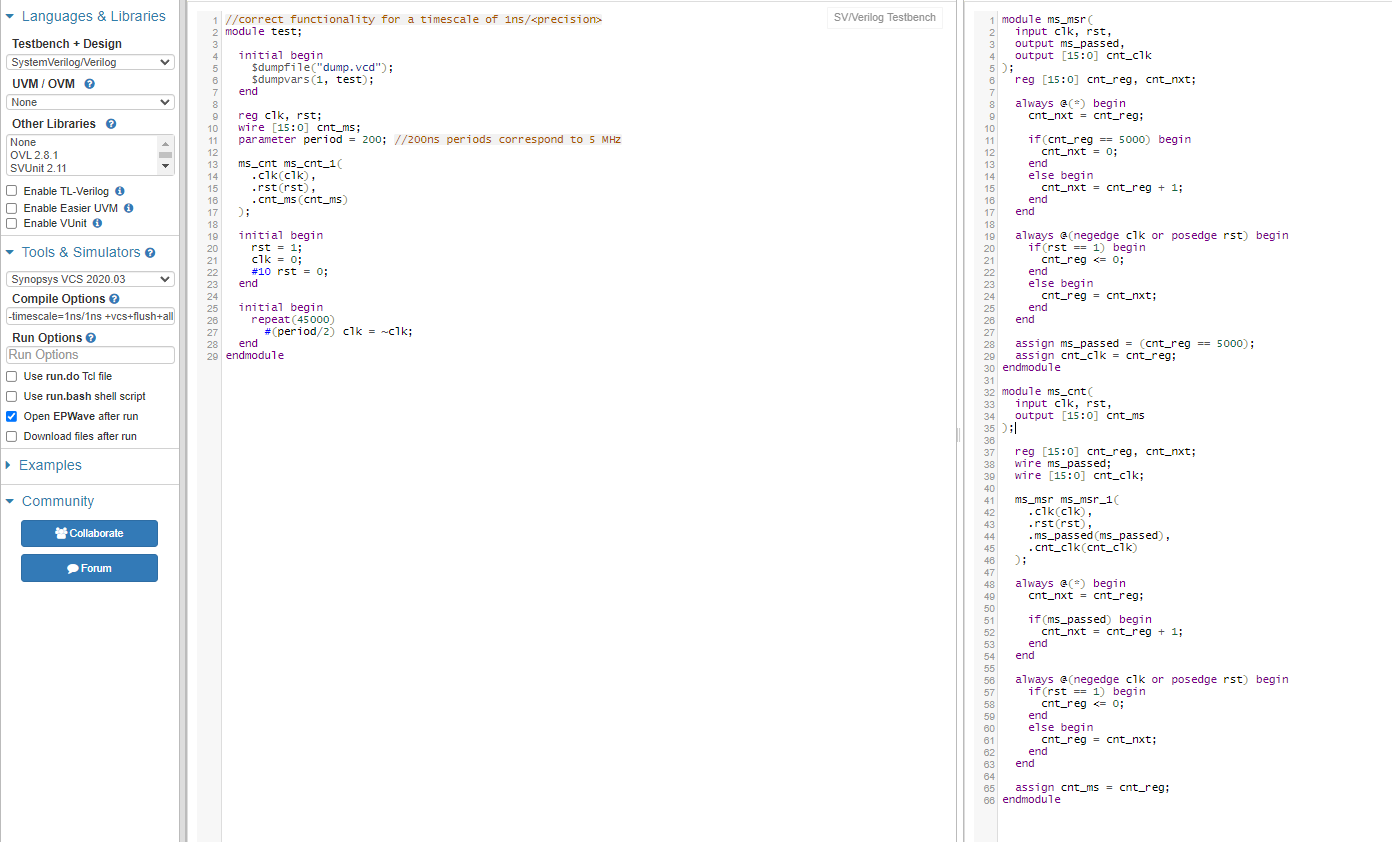 Languages & Libraries
Testbench + Design
SystemVerilog/Verilog
UVM / OVM
None
Other Libraries
None
OVL 2.8.1
SVUnit 2.11
Enable TL-Verilog
Enable Easier UVM
Enable VUnit
Tools & Simulators
Synopsys VCS 2020.03
Compile Options
-timescale=1ns/1ns +vcs+flush+all
Run Options
Run Options
Use run.do Tcl file
Use run.bash shell script
Open EPWave after run
Download files after run
Examples
Community
Collaborate
Forum
SV/Verilog Testbench
1 //correct functionality for a timescale of 1ns/<precision>
2 module test;
3
4 initial begin
5 $dumpfile("dump.vcd");
6 $dumpvars(1, test);
7 end
8
9 reg clk, rst;
10 wire [15:0] cnt_ms;
11 parameter period = 200; //200ns periods correspond to 5 MHz
12
13 ms_cnt ms_cnt_1(
14 .clk(clk),
15 .rst(rst),
16 .cnt_ms(cnt_ms)
17 );
18
19 initial begin
20 rst = 1;
21 clk = 0;
22 #10 rst = 0;
23 end
24
25 initial begin
26 repeat(45000)
27 #(period/2) clk = ~clk;
28 end
29 endmodule
1 module ms_msr(
2 input clk, rst,
3 output ms_passed,
4 output [15:0] cnt_clk
5 );
6 reg [15:0] cnt_reg, cnt_nxt;
7
8 always @(*) begin
9 cnt_nxt = cnt_reg;
10
11 if(cnt_reg == 5000) begin
12 cnt_nxt = 0;
13 end
14 else begin
15 cnt_nxt = cnt_reg + 1;
16 end
17 end
18
19 always @(negedge clk or posedge rst) begin
20 if(rst == 1) begin
21 cnt_reg <= 0;
22 end
23 else begin
24 cnt_reg = cnt_nxt;
25 end
26 end
27
28 assign ms_passed = (cnt_reg == 5000);
29 assign cnt_clk = cnt_reg;
30 endmodule
31
32 module ms_cnt(
33 input clk, rst,
34 output [15:0] cnt_ms
35 );
36
37 reg [15:0] cnt_reg, cnt_nxt;
38 wire ms_passed;
39 wire [15:0] cnt_clk;
40
41 ms_msr ms_msr_1(
42 .clk(clk),
43 .rst(rst),
44 .ms_passed(ms_passed),
45 .cnt_clk(cnt_clk)
46 );
47
48 always @(*) begin
49 cnt_nxt = cnt_reg;
50
51 if(ms_passed) begin
52 cnt_nxt = cnt_reg + 1;
53 end
54 end
55
56 always @(negedge clk or posedge rst) begin
57 if(rst == 1) begin
58 cnt_reg <= 0;
59 end
60 else begin
61 cnt_reg = cnt_nxt;
62 end
63 end
64
65 assign cnt_ms = cnt_reg;
66 endmodule